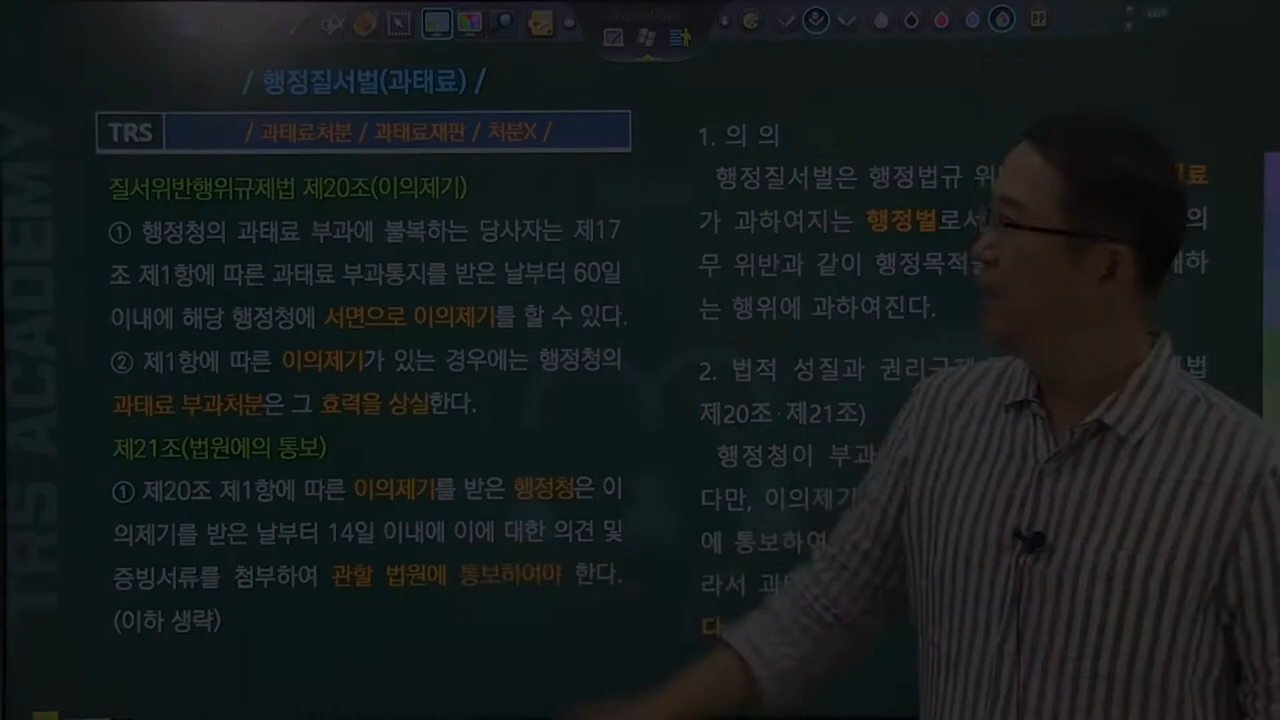 / 행정질서벌(과태료) /
TRS / 과태료처분 / 과태료재판 / 처분X /
질서위반행위규제법 제20조(이의제기)
① 행정청의 과태료 부과에 불복하는 당사자는 제17
조 제1항에 따른 과태료 부과통지를 받은 날부터 60일
이내에 해당 행정청에 서면으로 이의제기를 할 수 있다.
② 제1항에 따른 이의제기가 있는 경우에는 행정청의
과태료 부과처분은 그 효력을 상실한다.
제21조(법원에의 통보)
① 제20조 제1항에 따른 이의제기를 받은 행정청은 이
의제기를 받은 날부터 14일 이내에 이에 대한 의견 및
증빙서류를 첨부하여 관할 법원에 통보하여야 한다.
(이하 생략)
1. 의 의
행정질서벌은 행정법규 위
가 과하여지는 행정벌로서 의
무 위반과 같이 행정목적 하
는 행위에 과하여진다.
2. 법적 성질과 권리구제 법
제20조·제21조)
행정청이 부과
다만, 이의제기
에 통보하여
라서 과
다
TRS ACADEMY
EXIT